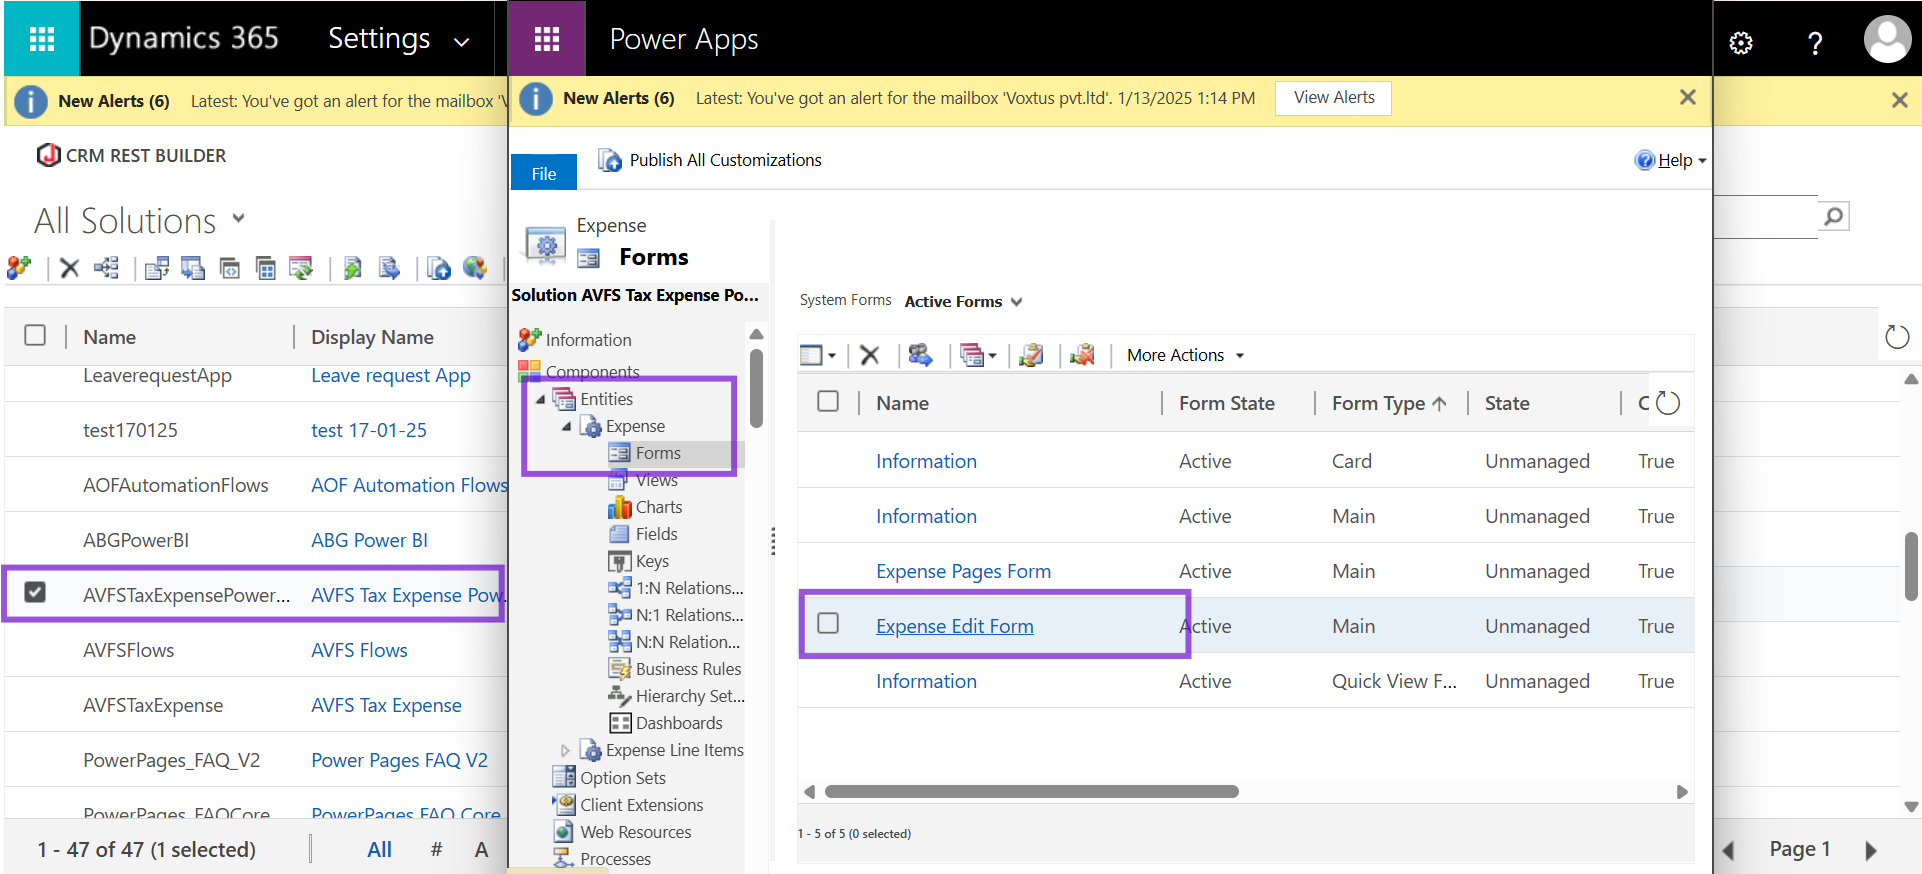 Dynamics 365
Settings
Power Apps
?
New Alerts (6) Latest: You've got an alert for the mailbox 'V
New Alerts (6) Latest: You've got an alert for the mailbox 'Voxtus pvt.ltd'. 1/13/2025 1:14 PM View Alerts
CRM REST BUILDER
All Solutions
Name Display Name
LeaverequestApp Leave request App
test170125 test 17-01-25
AOFAutomationFlows AOF Automation Flows
ABGPowerBI ABG Power BI
AVFSTaxExpensePower... AVFS Tax Expense Pow.
AVFSFlows AVFS Flows
AVFSTaxExpense AVFS Tax Expense
PowerPages_FAQ_V2 Power Pages FAQ V2
PowerPages_FAQCore PowerPages FAQ Core
1 - 47 of 47 (1 selected) All # A
File Publish All Customizations Help
Expense
Forms
Solution AVFS Tax Expense Po...
Information
Components
Entities
Expense
Forms
Views
Charts
Fields
Keys
1:N Relations...
N:1 Relations...
N:N Relation...
Business Rules
Hierarchy Set...
Dashboards
Expense Line Items
Option Sets
Client Extensions
Web Resources
Processes
System Forms Active Forms
More Actions
Name Form State Form Type State C
Information Active Card Unmanaged True
Information Active Main Unmanaged True
Expense Pages Form Active Main Unmanaged True
Expense Edit Form Active Main Unmanaged True
Information Active Quick View F... Unmanaged True
1 - 5 of 5 (0 selected)
Page 1